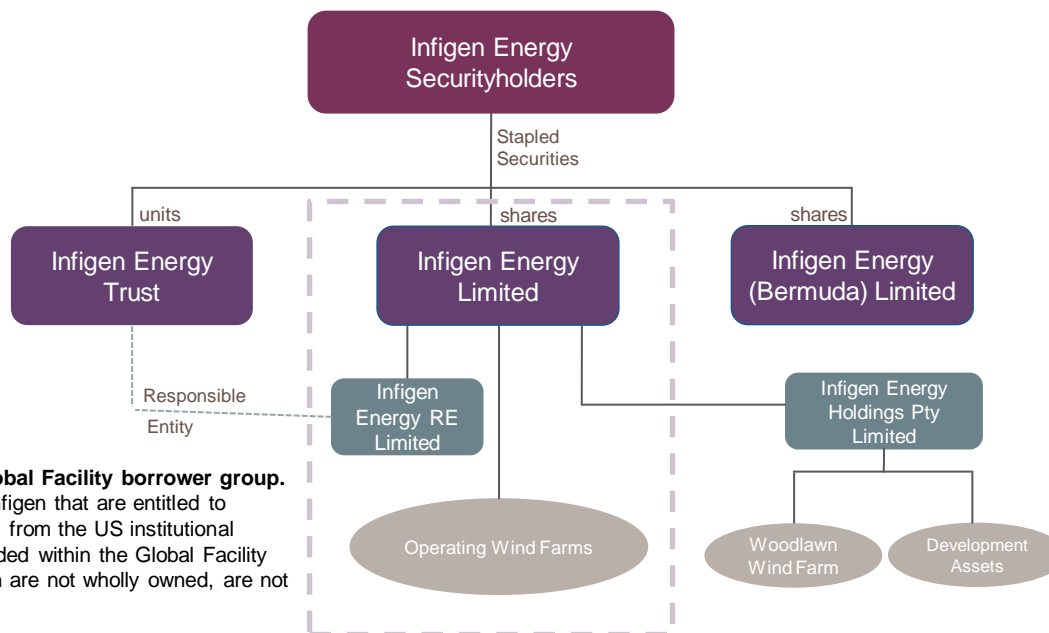 Infigen Energy
Securityholders
Stapled
Securities
units
shares
shares
Infigen Energy
Trust
Infigen Energy
Limited
Infigen Energy
(Bermuda) Limited
Responsible
Entity
Infigen
Energy RE
Limited
Infigen Energy
Holdings Pty
Limited
Facility borrower group.
that are entitled to
from the US institutional
within the Global Facility
are not wholly owned, are not
Operating Wind Farms
Woodlawn
Wind Farm
Development
Assets